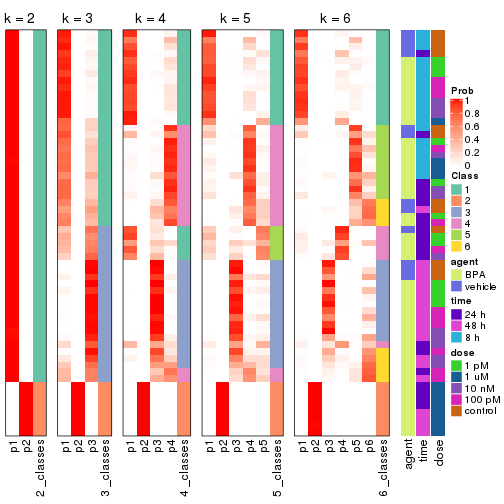 k = 2
k = 3
k = 4
k = 5
k = 6
p1
p2
2_classes
p1
p2
p3
3_classes
p1
p2
p3
p4
4_classes
p1
p2
p3
p4
p5
5_classes
p1
p2
p3
p4
p5
p6
6_classes
agent
time
dose
Prob
1
0.8
0.6
0.4
0.2
0
Class
1
2
3
4
5
6
agent
BPA
vehicle
time
24 h
48 h
8 h
dose
1 pM
1 uM
10 nM
100 pM
control